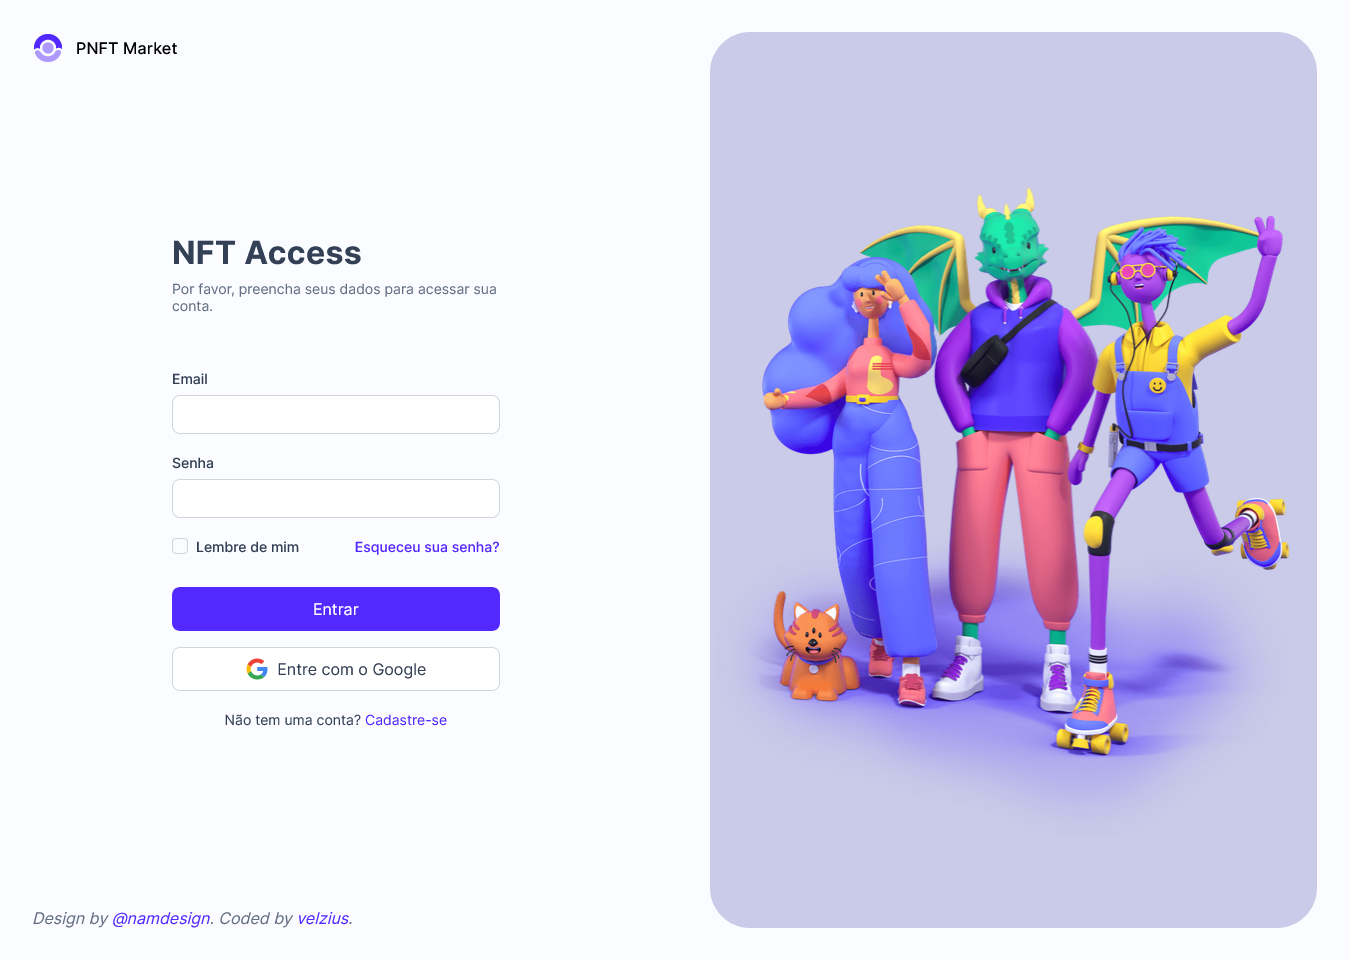 PNFT Market
NFT Access
Por favor, preencha seus dados para acessar sua
conta.
Email
Senha
Lembre de mim
Esqueceu sua senha?
Entrar
Entre com o Google
Não tem uma conta? Cadastre-se
Design by @namdesign. Coded by velzius.